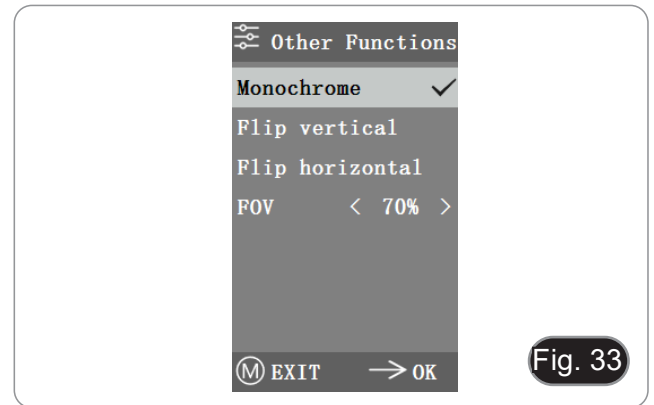 Other Functions
Monochrome
Flip vertical
Flip horizontal
FOV < 70% >
M EXIT → OK
Fig. 33